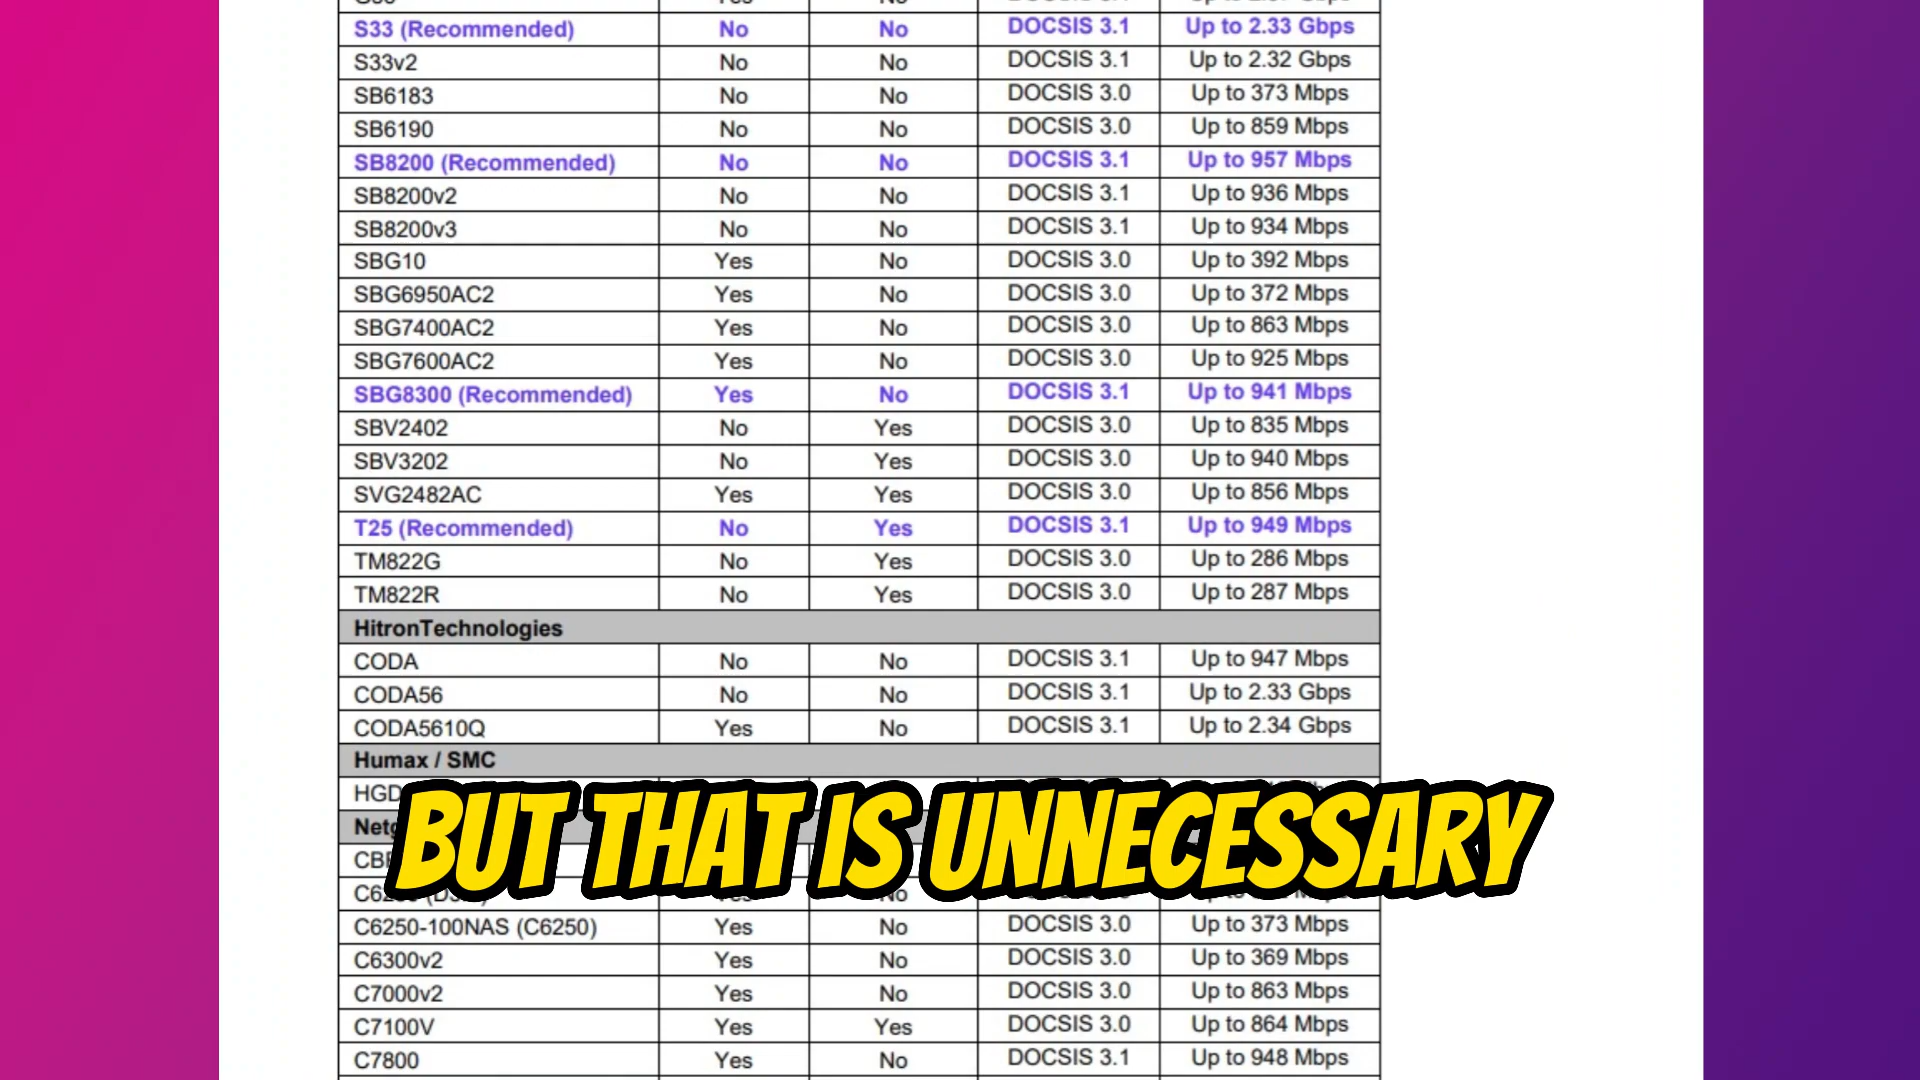 S33 (Recommended) No No DOCSIS 3.1 Up to 2.33 Gbps
S33v2 No No DOCSIS 3.1 Up to 2.32 Gbps
SB6183 No No DOCSIS 3.0 Up to 373 Mbps
SB6190 No No DOCSIS 3.0 Up to 859 Mbps
SB8200 (Recommended) No No DOCSIS 3.1 Up to 957 Mbps
SB8200v2 No No DOCSIS 3.1 Up to 936 Mbps
SB8200v3 No No DOCSIS 3.1 Up to 934 Mbps
SBG10 Yes No DOCSIS 3.0 Up to 392 Mbps
SBG6950AC2 Yes No DOCSIS 3.0 Up to 372 Mbps
SBG7400AC2 Yes No DOCSIS 3.0 Up to 863 Mbps
SBG7600AC2 Yes No DOCSIS 3.0 Up to 925 Mbps
SBG8300 (Recommended) Yes No DOCSIS 3.1 Up to 941 Mbps
SBV2402 No Yes DOCSIS 3.0 Up to 835 Mbps
SBV3202 No Yes DOCSIS 3.0 Up to 940 Mbps
SVG2482AC Yes Yes DOCSIS 3.0 Up to 856 Mbps
T25 (Recommended) No Yes DOCSIS 3.1 Up to 949 Mbps
TM822G No Yes DOCSIS 3.0 Up to 286 Mbps
TM822R No Yes DOCSIS 3.0 Up to 287 Mbps
HitronTechnologies
CODA No No DOCSIS 3.1 Up to 947 Mbps
CODA56 No No DOCSIS 3.1 Up to 2.33 Gbps
CODA5610Q Yes No DOCSIS 3.1 Up to 2.34 Gbps
Humax / SMC
BUT THAT IS UNNECESSARY
No
C6250-100NAS (C6250) Yes No DOCSIS 3.0 Up to 373 Mbps
C6300v2 Yes No DOCSIS 3.0 Up to 369 Mbps
C7000v2 Yes No DOCSIS 3.0 Up to 863 Mbps
C7100V Yes Yes DOCSIS 3.0 Up to 864 Mbps
C7800 Yes No DOCSIS 3.1 Up to 948 Mbps